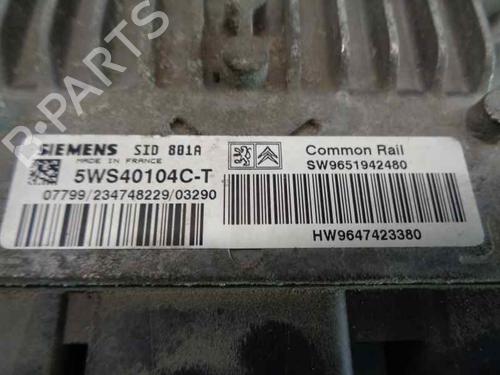 B-Parts
SIEMENS SID 801A
MADE IN FRANCE
5WS40104C-T
07799/234748229/03290
Common Rail
SW9651942480
HW9647423380